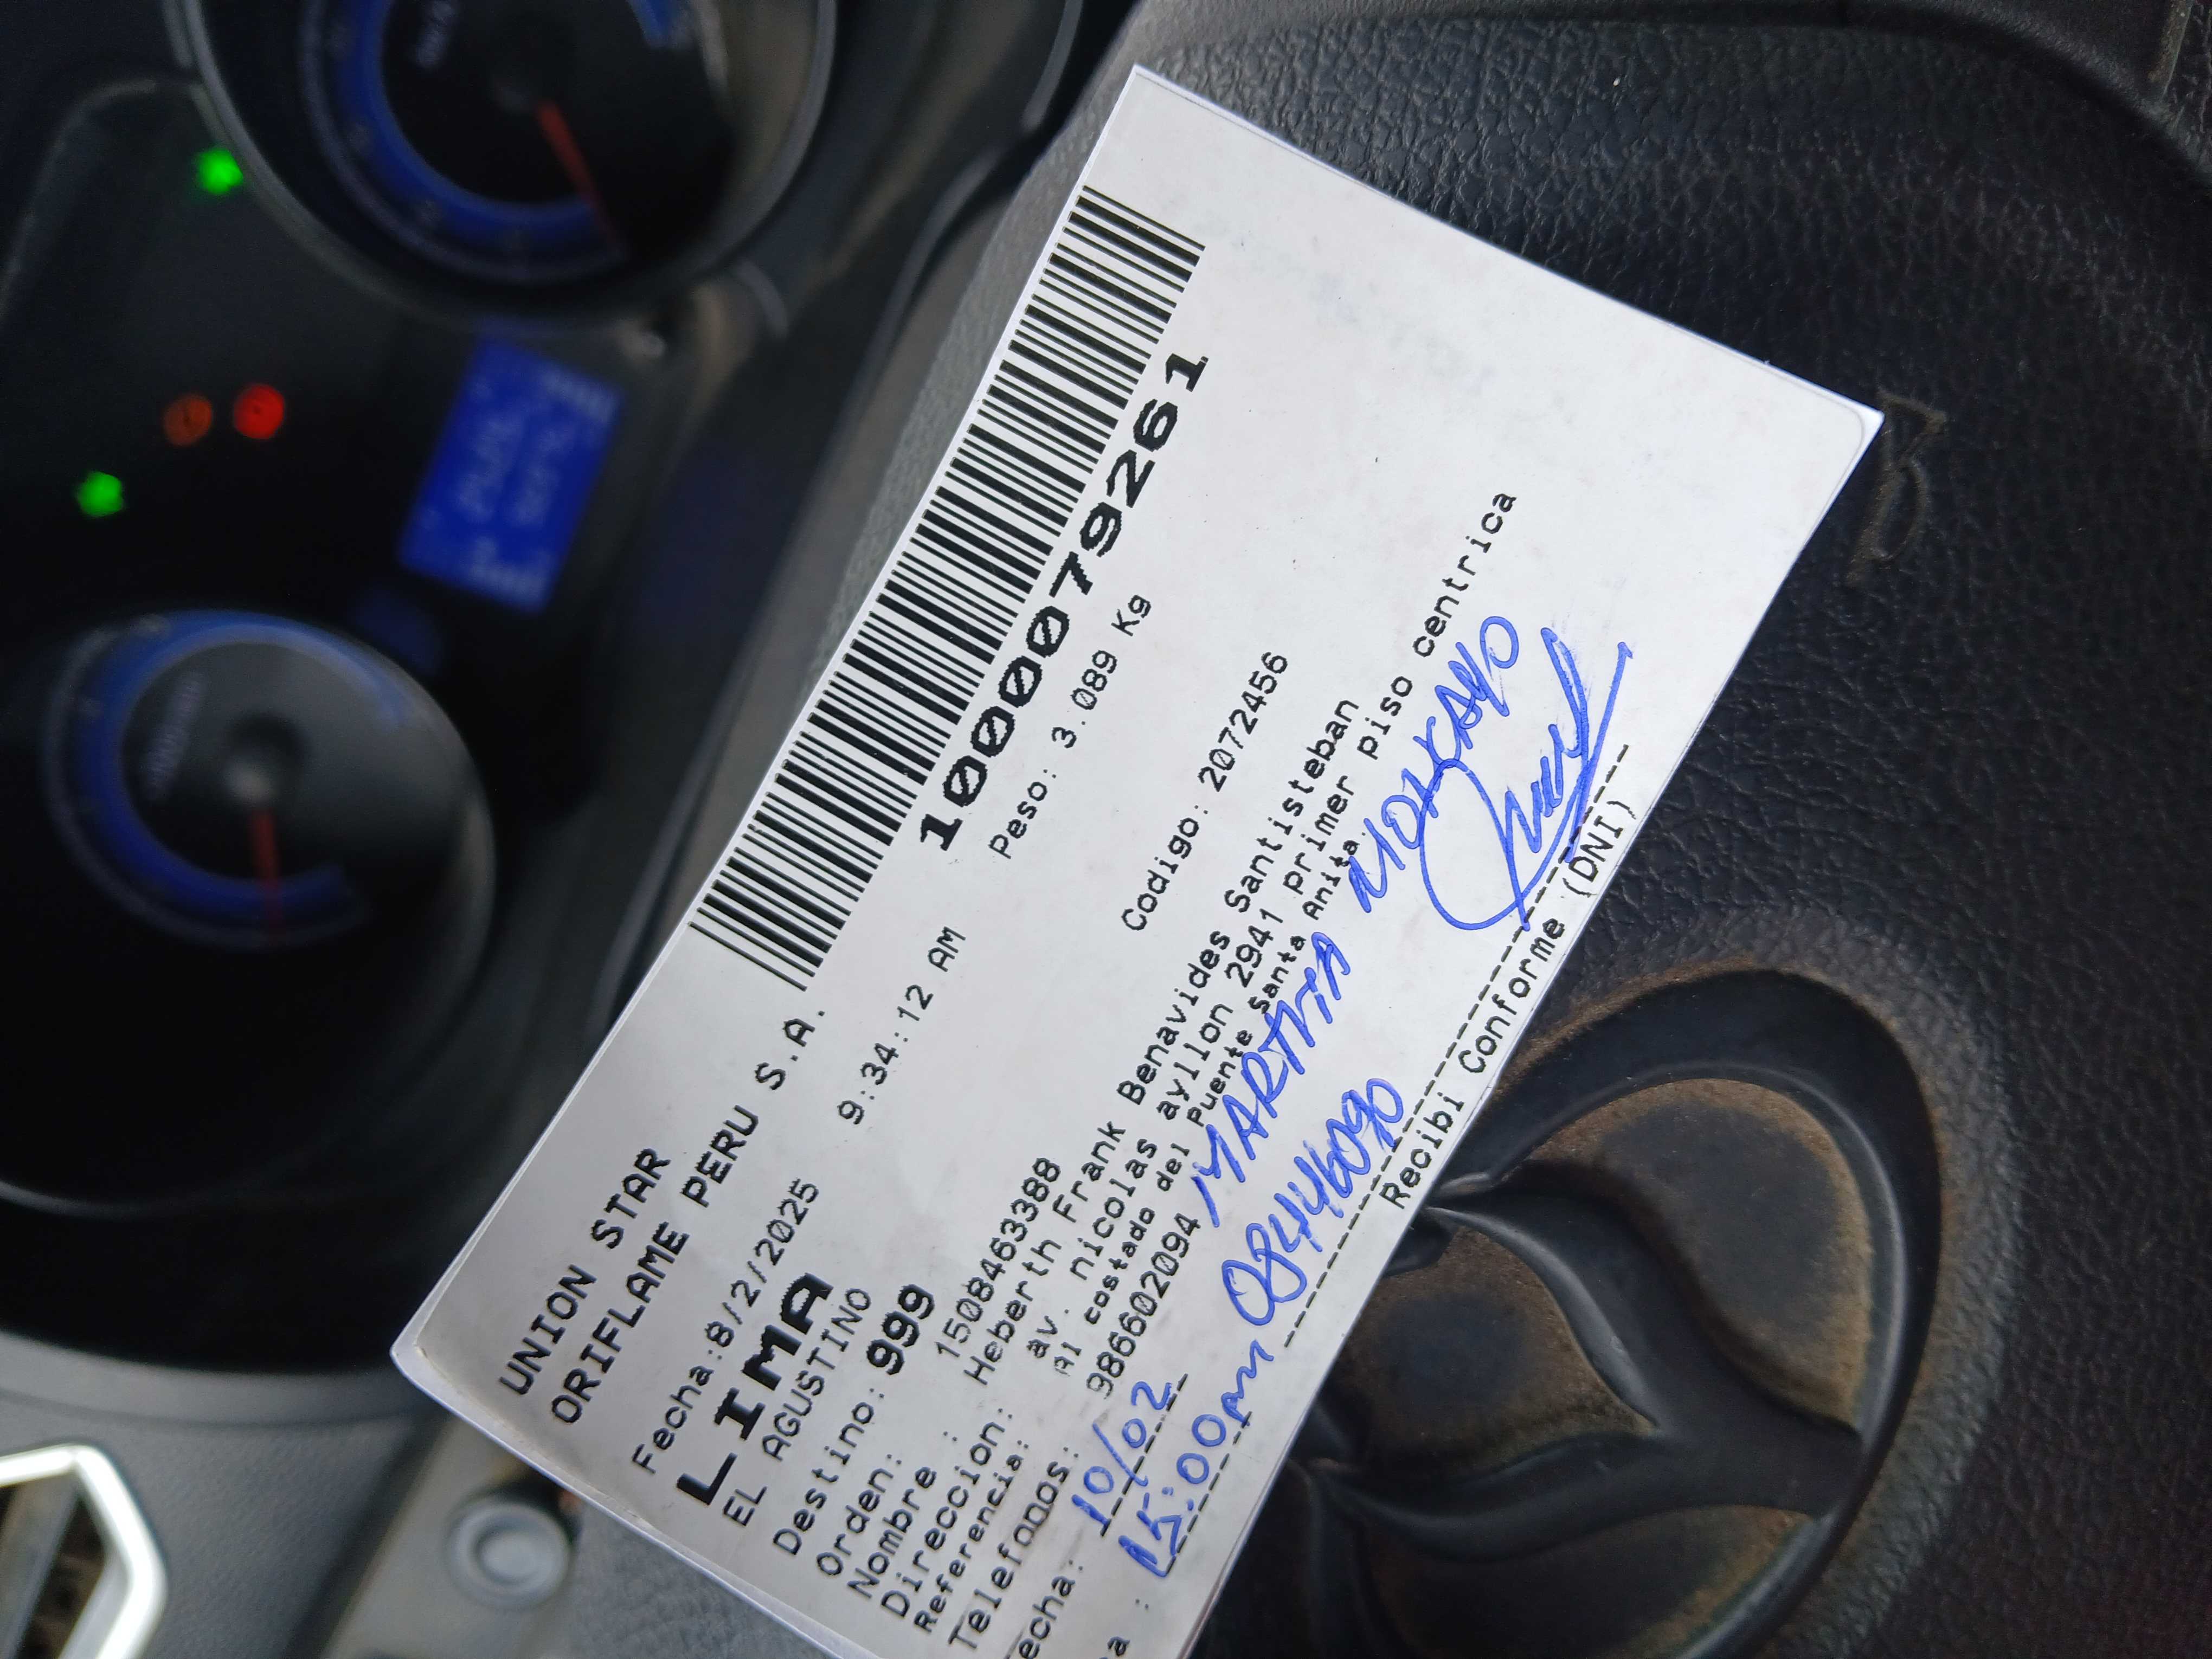 UNION STAR
ORIFLAME PERU S.A.
1000079261
Fecha:8/2/2025 9:34:12 AM Peso: 3.089 Kg
LIMA
EL AGUSTINO
Destino: 999 Codigo: 2072456
Orden: 1508463388
Nombre : Heberth Frank Benavides Santisteban
Direccion: av. nicolas ayllon 2941 primer piso centrica
Referencia: Al costado del Puente Santa Anita
Telefonos: 986602094
MARTHA MONCAYO
echa: 10/02 08446090
a : 15:00pm
Recibi Conforme (DNI)